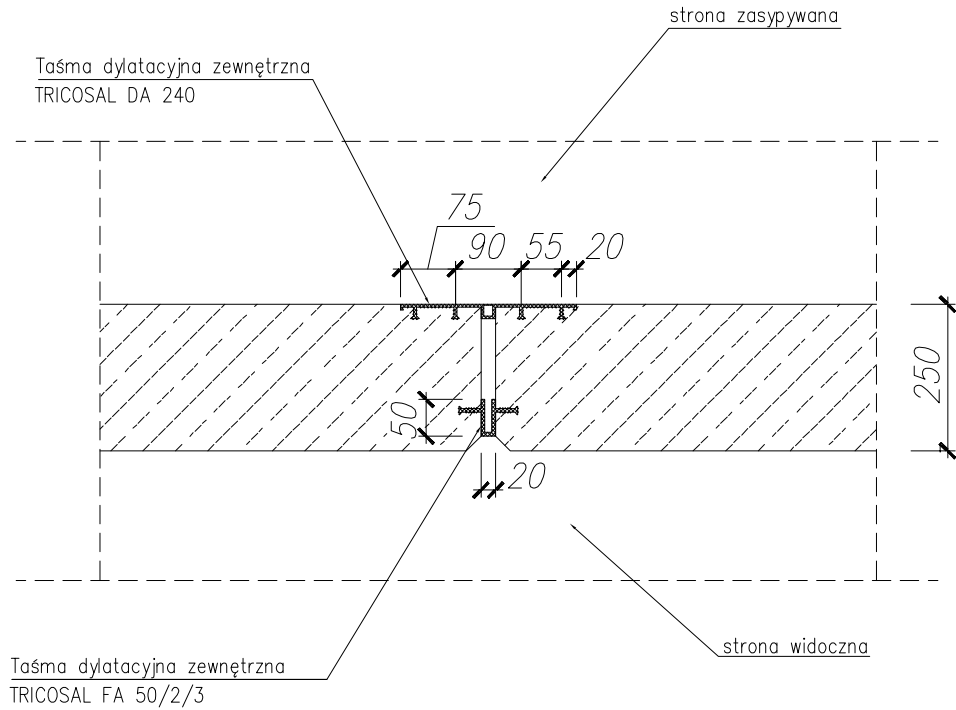 strona zasypywana
Taśma dylatacyjna zewnętrzna
TRICOSAL DA 240
75
90 55 20
250
50
20
strona widoczna
Taśma dylatacyjna zewnętrzna
TRICOSAL FA 50/2/3